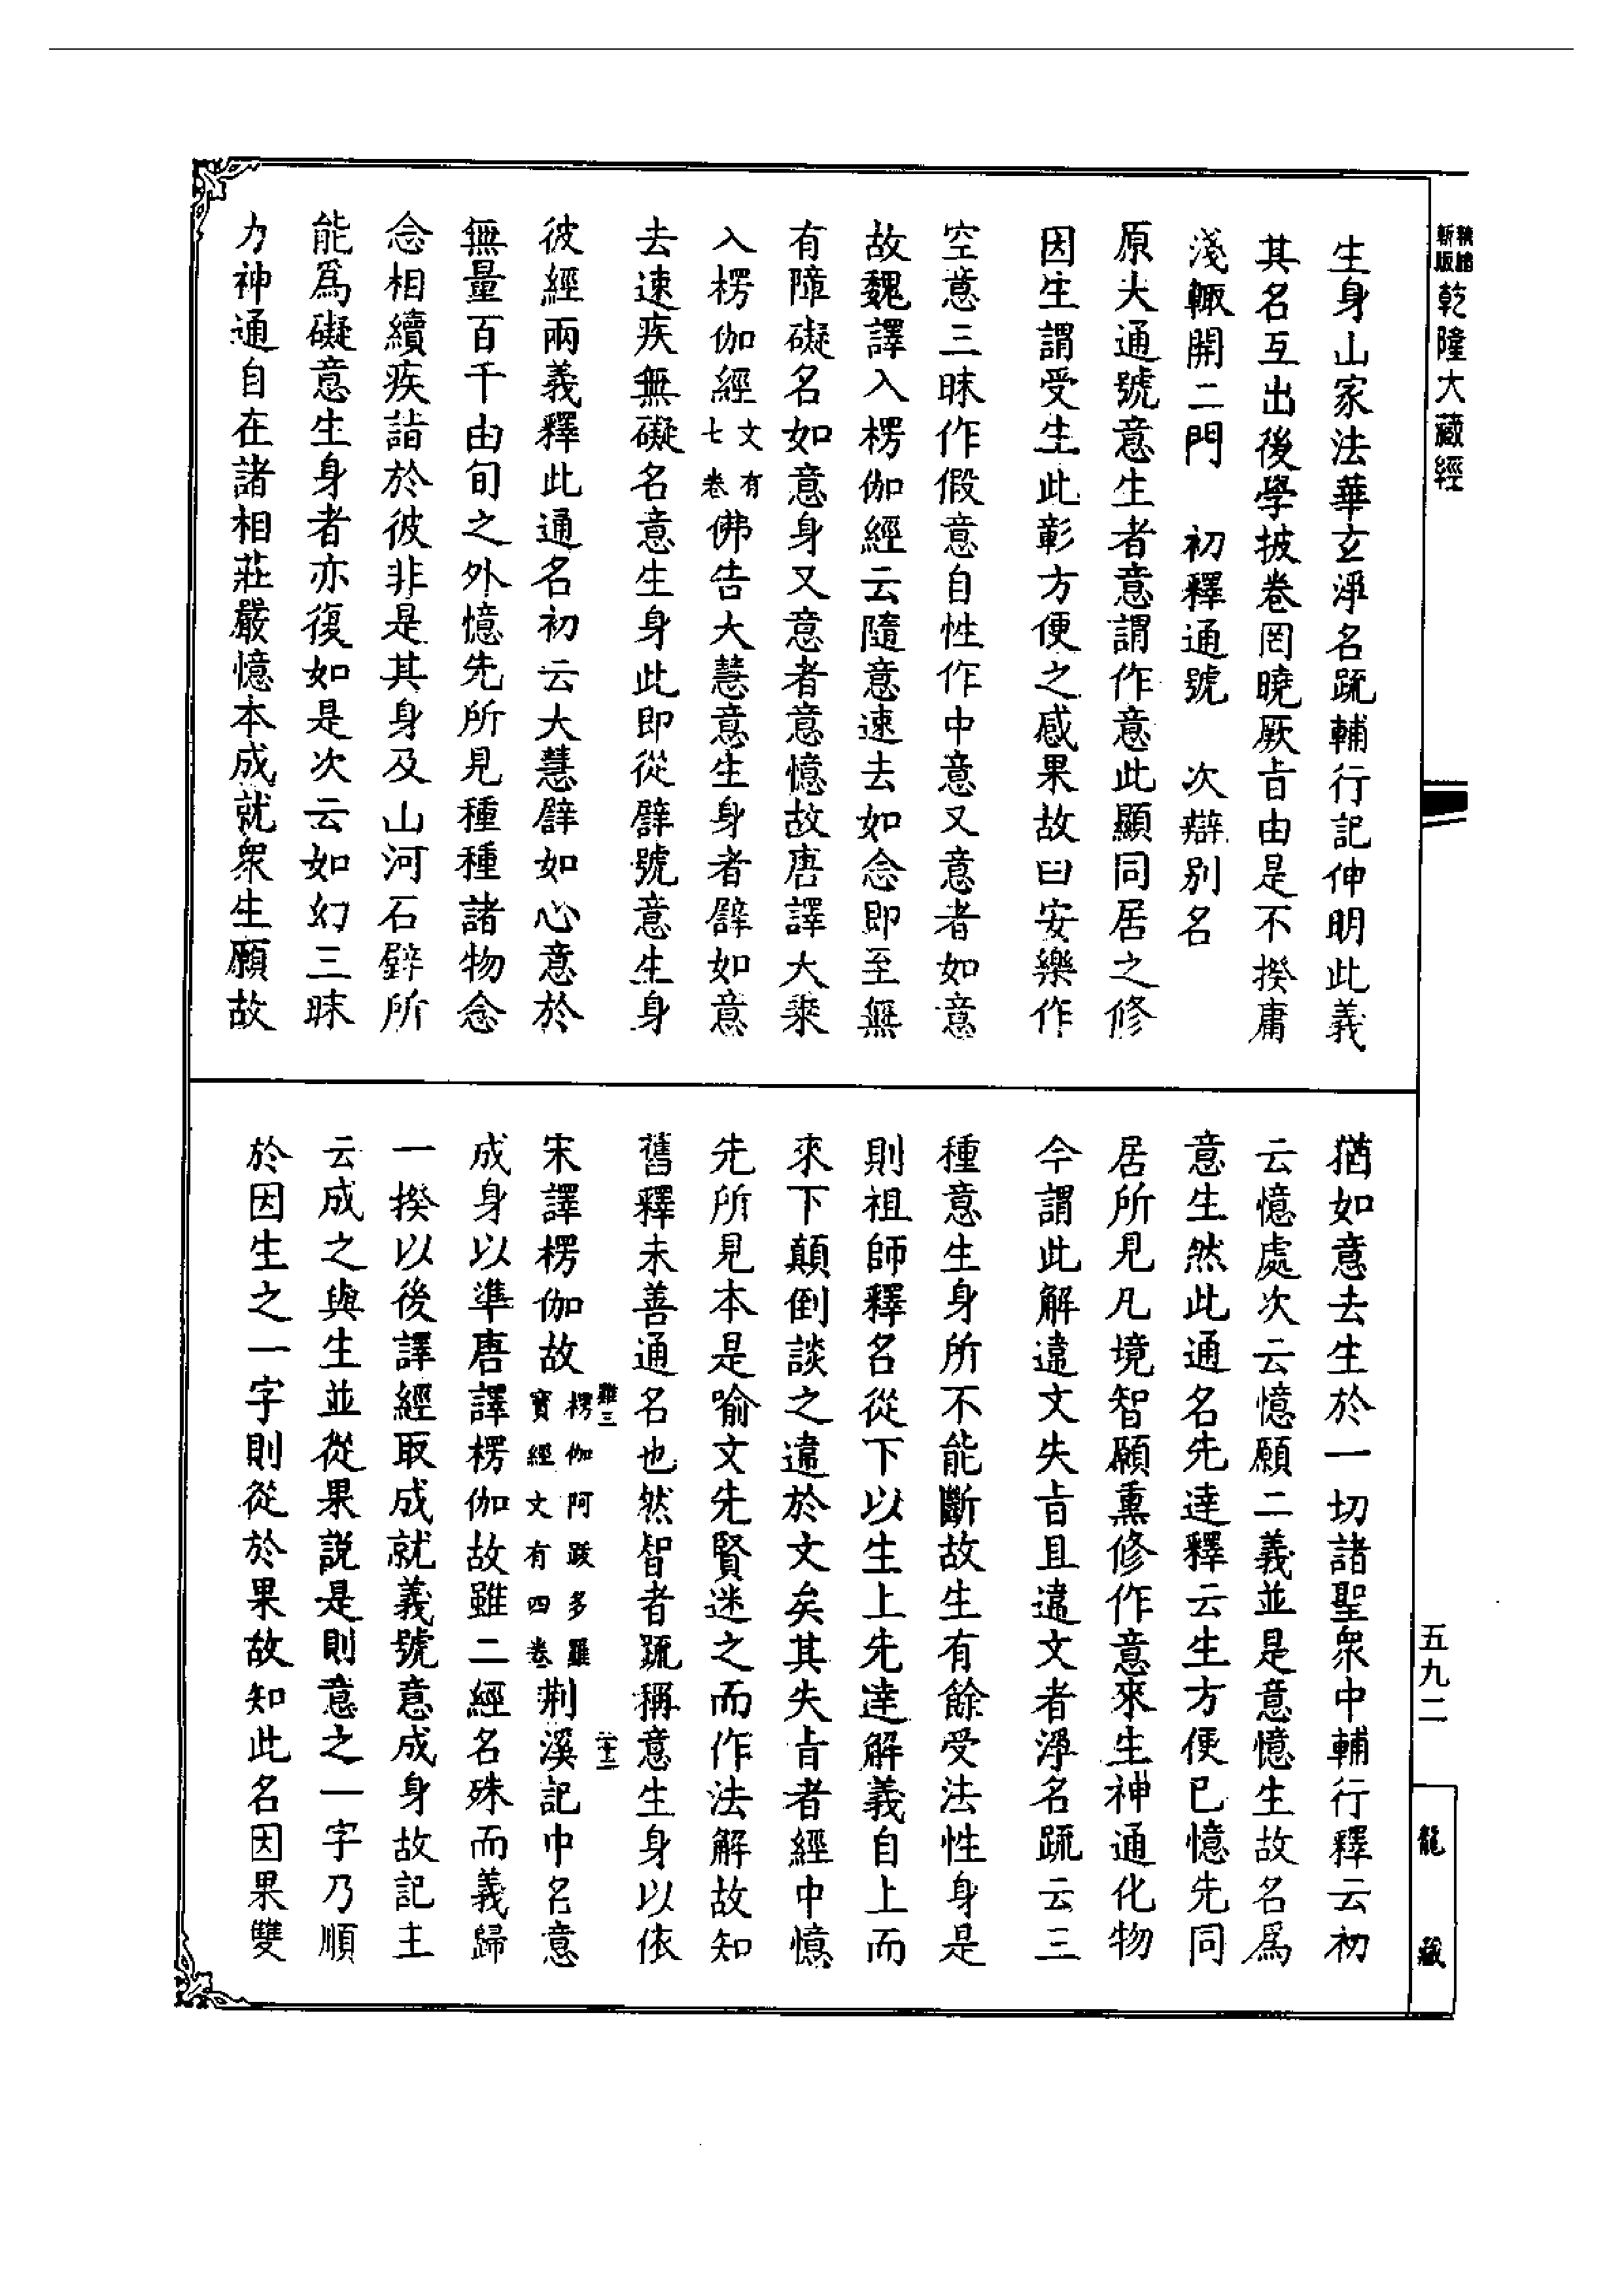 新版
乾隆大藏經
生身山家法華玄淨名䟽輔行記伸明此義
其名互出後學披卷罔曉厥旨由是不揆庸
淺輙開二門 初釋通號 次辯別名
原夫通號意生者意謂作意此顯同居之修
因生謂受生此彰方便之感果故曰安樂作
空意三昧作假意自性作中意又意者如意
故魏譯入楞伽經云隨意速去如念即至無
有障礙名如意身又意者意憶故唐譯大乘
入楞伽經文有七卷佛告大慧意生身者辟如意
去速疾無礙名意生身此即從辟號意生身
彼經兩義釋此通名初云大慧辟如心意於
無量百千由旬之外憶先所見種種諸物念
念相續疾詣於彼非是其身及山河石壁所
能爲礙意生身者亦復如是次云如幻三昧
力神通自在諸相莊嚴憶本成就衆生願故
猶如意去生於一切諸聖衆中輔行釋云初
云憶處次云憶願二義並是意憶生故名爲
意生然此通名先達釋云生方便已憶先同
居所見凡境智願熏修作意來生神通化物
今謂此解違文失旨且違文者淨名䟽云三
種意生身所不能斷故生有餘受法性身是
則祖師釋名從下以生上先達解義自上而
來下顛倒談之違於文矣其失旨者經中憶
先所見本是喻文先賢迷之而作法解故知
舊釋未善通名也然智者䟽稱意生身以依
宋譯楞伽故楞伽阿跋多羅寶經文有四卷荆溪記中名意
成身以準唐譯楞伽故雖二經名殊而義歸
一揆以後譯經取成就義號意成身故記主
云成之與生並從果説是則意之一字乃順
於因生之一字則從於果故知此名因果雙
五九二
龍藏